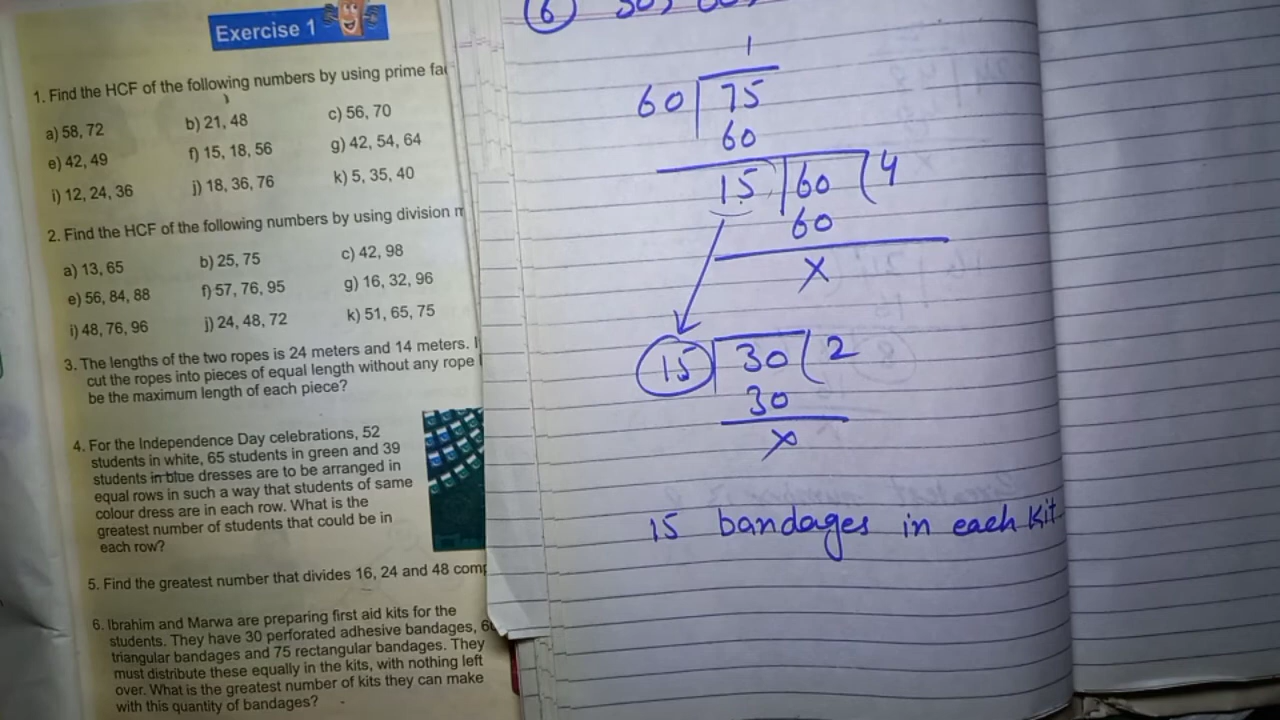 Exercise 1
1. Find the HCF of the following numbers by using prime
a) 58, 72 b) 21, 48 c) 56, 70
e) 42, 49 f) 15, 18, 56 g) 42, 54, 64
i) 12, 24, 36 j) 18, 36, 76 k) 5, 35, 40
2. Find the HCF of the following numbers by using division
a) 13, 65 b) 25, 75 c) 42, 98
e) 56, 84, 88 f) 57, 76, 95 g) 16, 32, 96
i) 48, 76, 96 j) 24, 48, 72 k) 51, 65, 75
3. The lengths of the two ropes is 24 meters and 14 meters.
cut the ropes into pieces of equal length without any rope
be the maximum length of each piece?
4. For the Independence Day celebrations, 52
students in white, 65 students in green and 39
students in blue dresses are to be arranged in
equal rows in such a way that students of same
colour dress are in each row. What is the
greatest number of students that could be in
each row?
5. Find the greatest number that divides 16, 24 and 48
6. Ibrahim and Marwa are preparing first aid kits for the
students. They have 30 perforated adhesive bandages,
triangular bandages and 75 rectangular bandages. They
must distribute these equally in the kits, with nothing left
over. What is the greatest number of kits they can make
with this quantity of bandages?
6
1
60 75
60
15 60 4
60
x
15 30 2
30
x
15 bandages in each Kit